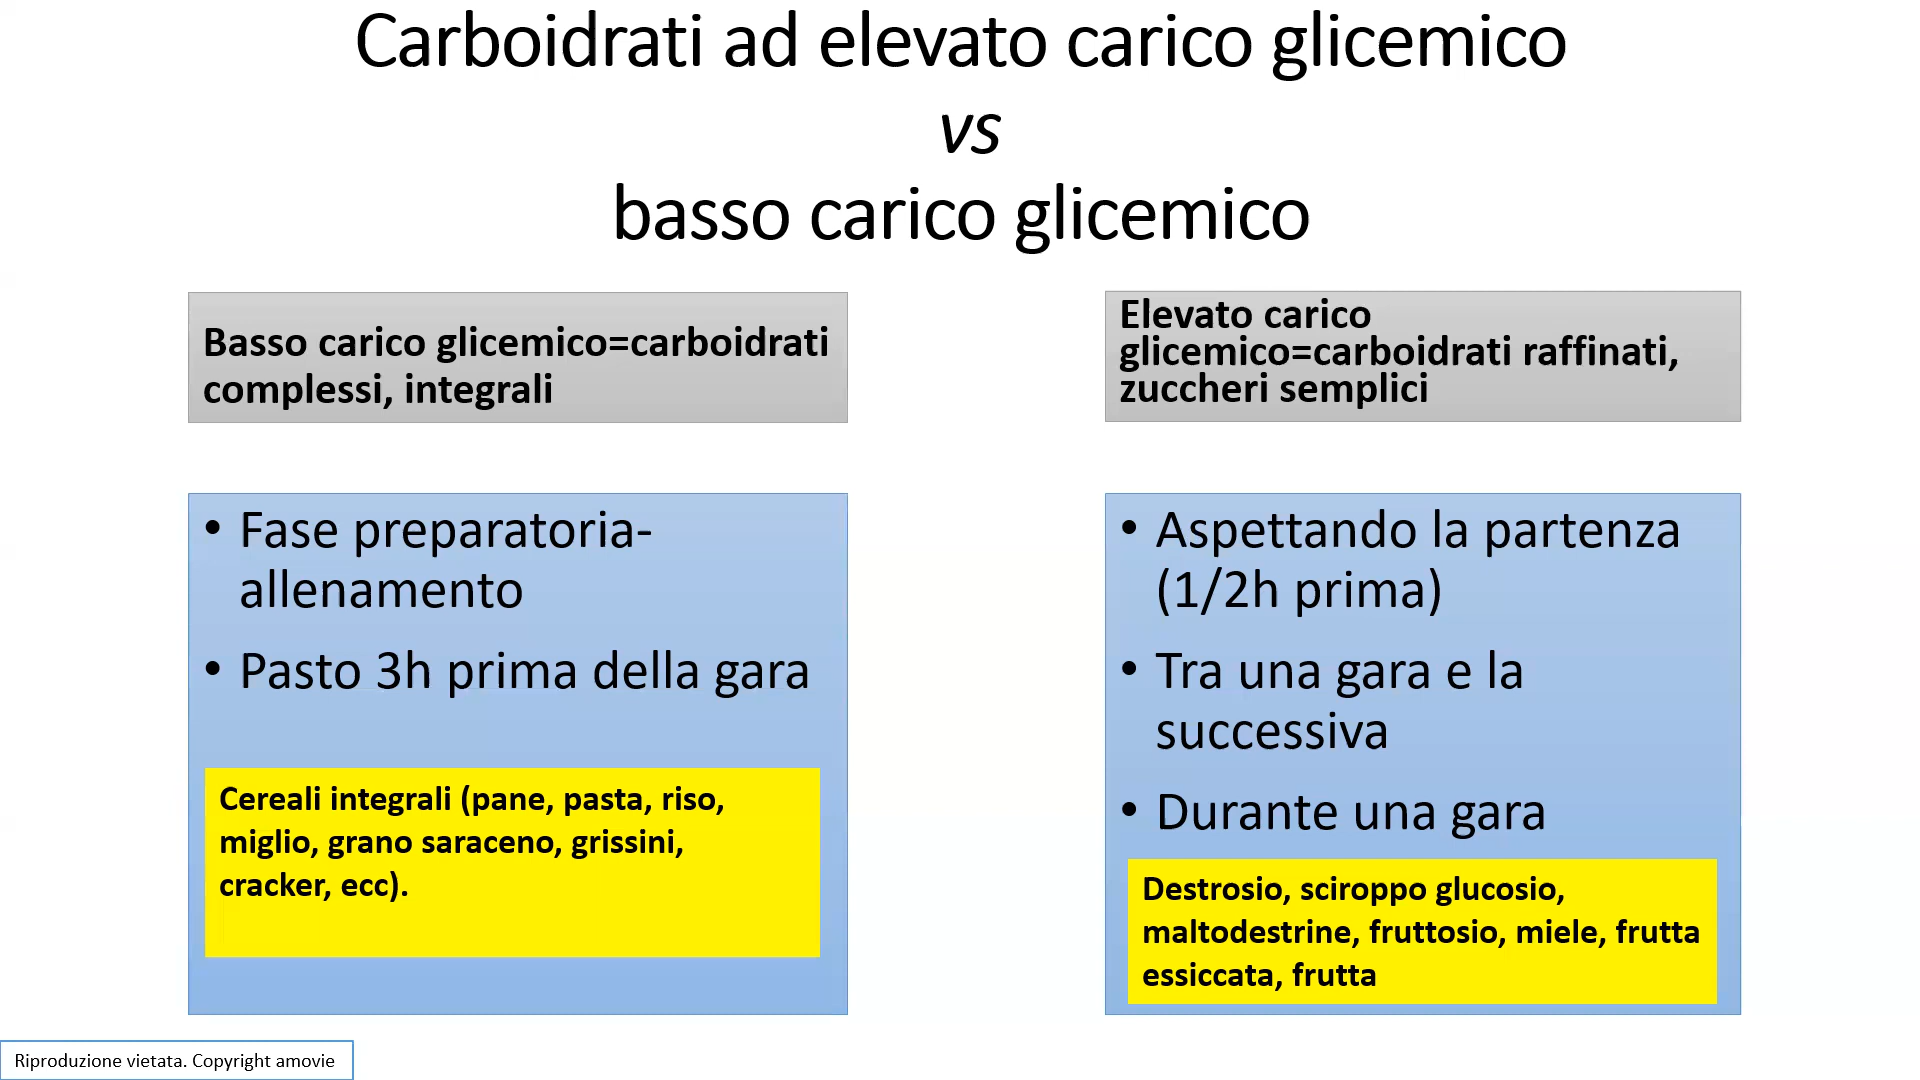 Carboidrati ad elevato carico glicemico
vs
basso carico glicemico
Basso carico glicemico=carboidrati
complessi, integrali
• Fase preparatoria-
allenamento
• Pasto 3h prima della gara
Cereali integrali (pane, pasta, riso,
miglio, grano saraceno, grissini,
cracker, ecc).
Elevato carico
glicemico=carboidrati raffinati,
zuccheri semplici
• Aspettando la partenza
(1/2h prima)
• Tra una gara e la
successiva
• Durante una gara
Destrosio, sciroppo glucosio,
maltodestrine, fruttosio, miele, frutta
essiccata, frutta
Riproduzione vietata. Copyright amovie